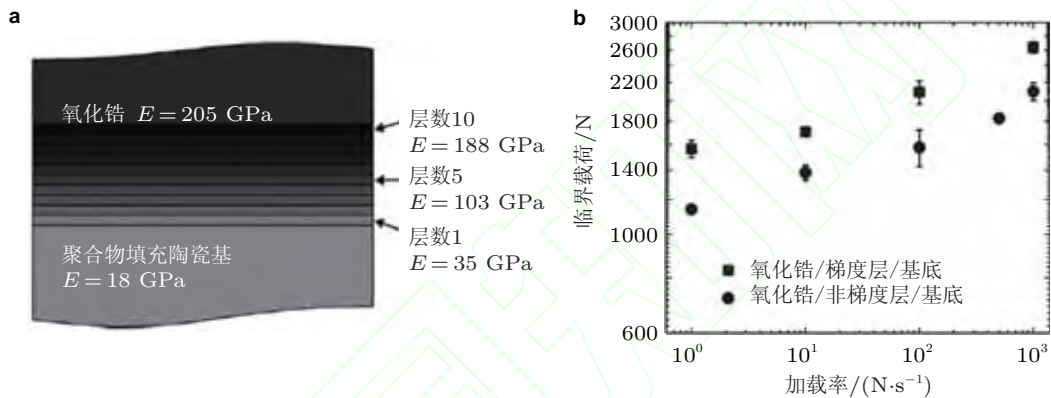 a
氧化锆 E = 205 GPa
层数10
E = 188 GPa
层数5
E = 103 GPa
层数1
E = 35 GPa
聚合物填充陶瓷基
E = 18 GPa
b
临界载荷/N
3000
2600
2200
1800
1400
1000
600
氧化锆/梯度层/基底
氧化锆/非梯度层/基底
10⁰
10¹
10²
10³
加载率/(N·s⁻¹)